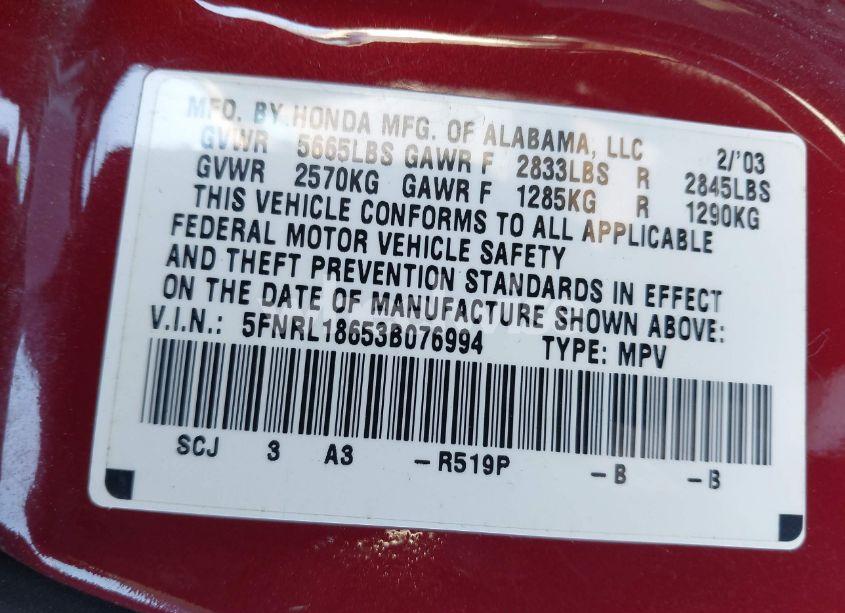 MFD. BY HONDA MFG. OF ALABAMA, LLC 2/'03
GVWR 5665LBS GAWR F 2833LBS R 2845LBS
GVWR 2570KG GAWR F 1285KG R 1290KG
THIS VEHICLE CONFORMS TO ALL APPLICABLE
FEDERAL MOTOR VEHICLE SAFETY
AND THEFT PREVENTION STANDARDS IN EFFECT
ON THE DATE OF MANUFACTURE SHOWN ABOVE:
V.I.N.: 5FNRL18653B076994 TYPE: MPV
SCJ 3 A3 -R519P -B -B